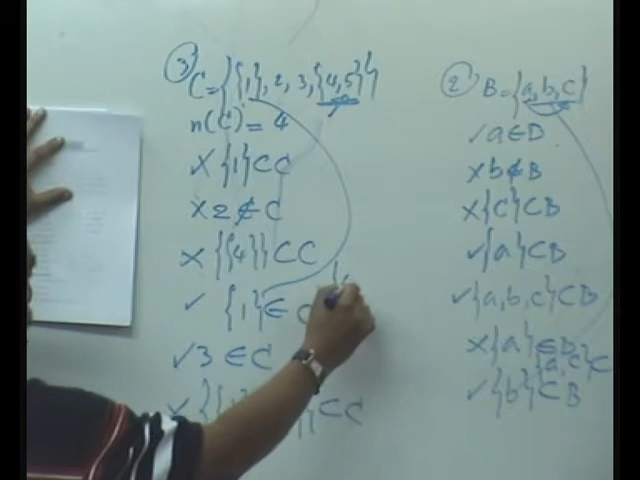 ③ C = {{1}, 2, 3, {4,5}}
n(C) = 4
✗ {1} ⊂ C
✗ 2 ∉ C
✗ {{4}} ⊂ C
✓ {1} ∈ C
✓ 3 ∈ C
⊂ C
② B = {a, b, c}
✓ a ∈ B
✗ b ∉ B
✗ {c} ⊂ B
✓ {a} ⊂ B
✓ {a, b, c} ⊂ B
✗ {a} ∈ B
{a, c} ⊂
✓ {b} ⊂ B